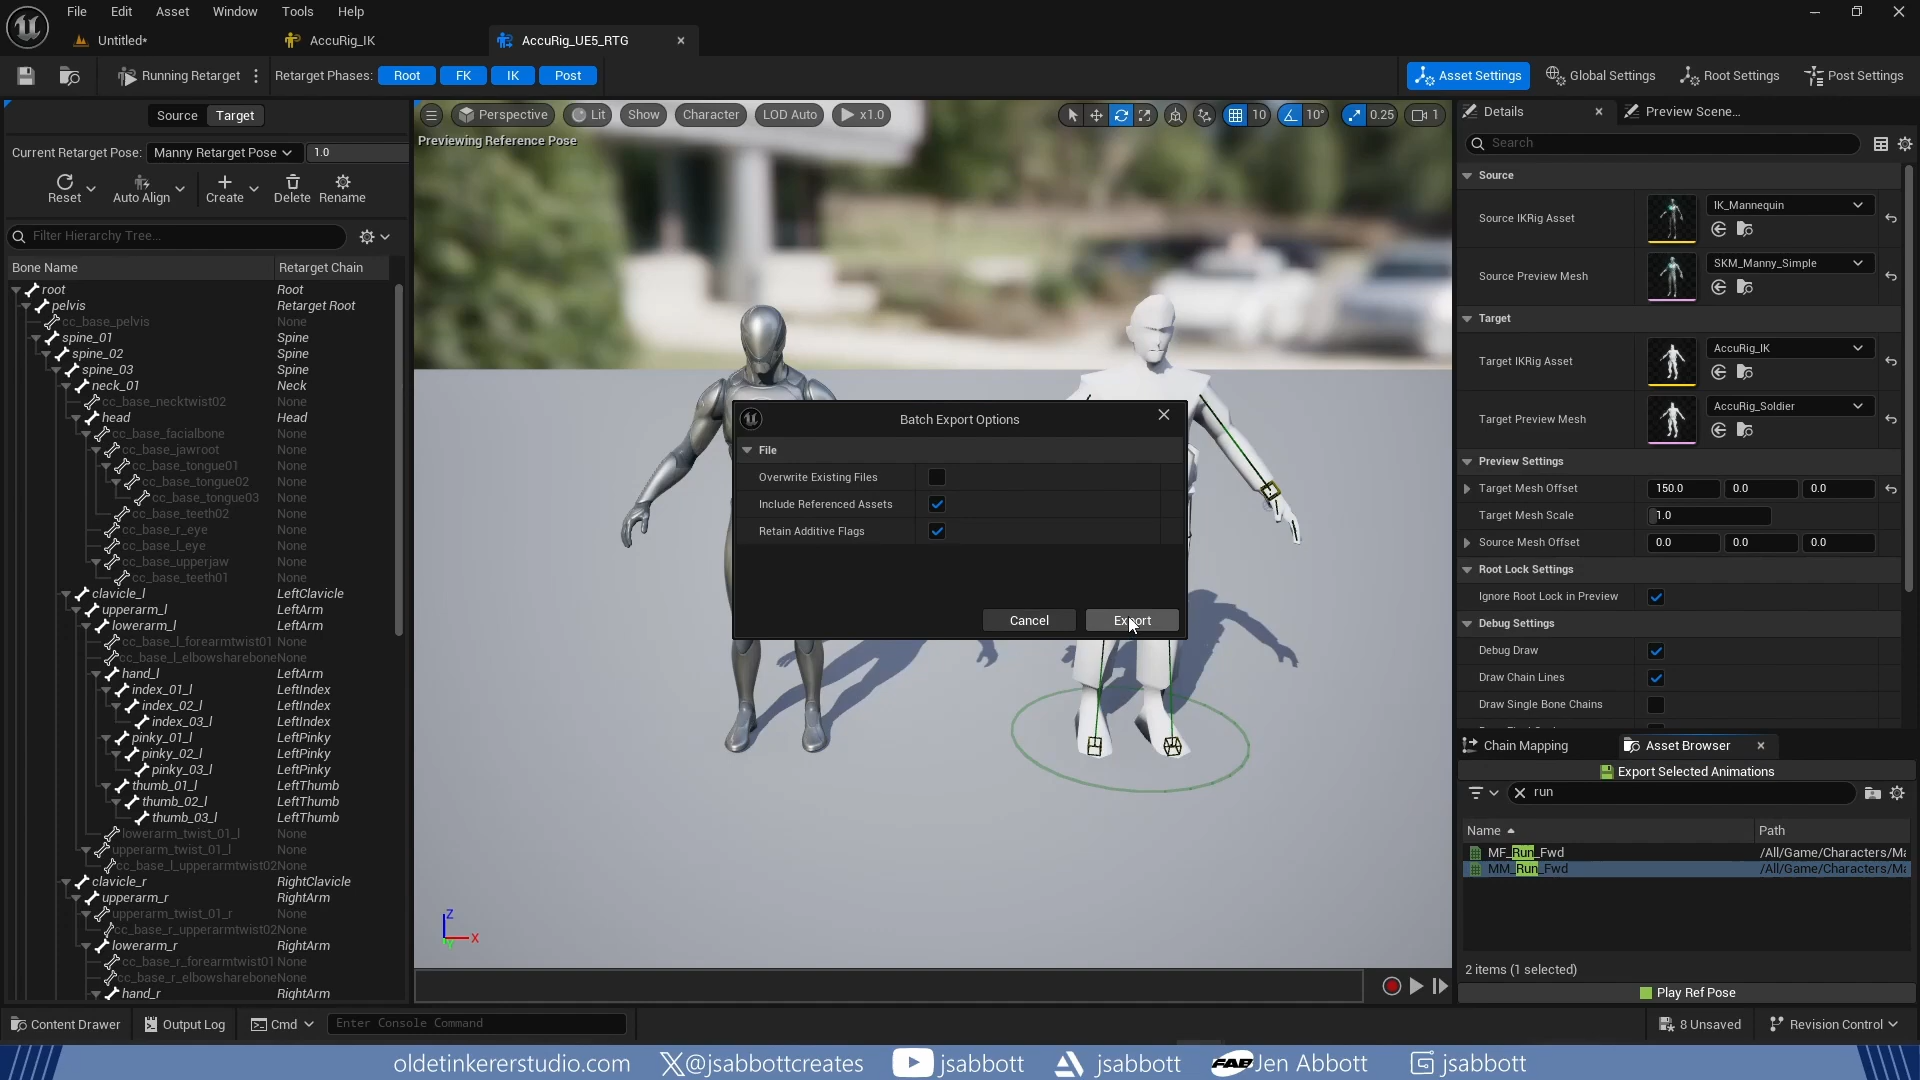 File Edit Asset Window Tools Help
Untitled* AccuRig_IK AccuRig_UE5_RTG
Running Retarget Retarget Phases: Root FK IK Post Asset Settings Global Settings Root Settings Post Settings
Source Target
Current Retarget Pose: Manny Retarget Pose 1.0
Reset Auto Align Create Delete Rename
Filter Hierarchy Tree...
Bone Name Retarget Chain
root Root
pelvis Retarget Root
cc_base_pelvis None
spine_01 Spine
spine_02 Spine
spine_03 Spine
neck_01 Neck
cc_base_necktwist02 None
head Head
cc_base_facialbone None
cc_base_jawroot None
cc_base_tongue01 None
cc_base_tongue02 None
cc_base_tongue03 None
cc_base_teeth02 None
cc_base_r_eye None
cc_base_l_eye None
cc_base_upperjaw None
cc_base_teeth01 None
clavicle_l LeftClavicle
upperarm_l LeftArm
lowerarm_l LeftArm
cc_base_l_forearmtwist01 None
cc_base_l_elbowsharebone None
hand_l LeftArm
index_01_l LeftIndex
index_02_l LeftIndex
index_03_l LeftIndex
pinky_01_l LeftPinky
pinky_02_l LeftPinky
pinky_03_l LeftPinky
thumb_01_l LeftThumb
thumb_02_l LeftThumb
thumb_03_l LeftThumb
lowerarm_twist_01_l None
upperarm_twist_01_l None
cc_base_l_upperarmtwist02 None
clavicle_r RightClavicle
upperarm_r RightArm
upperarm_twist_01_r None
cc_base_r_upperarmtwist02 None
lowerarm_r RightArm
cc_base_r_forearmtwist01 None
cc_base_r_elbowsharebone None
hand_r RightArm
Perspective Lit Show Character LOD Auto x1.0 10 10° 0.25 1
Previewing Reference Pose
Batch Export Options
File
Overwrite Existing Files
Include Referenced Assets
Retain Additive Flags
Cancel Export
Z
X
Y
Details Preview Scene...
Search
Source
Source IKRig Asset IK_Mannequin
Source Preview Mesh SKM_Manny_Simple
Target
Target IKRig Asset AccuRig_IK
Target Preview Mesh AccuRig_Soldier
Preview Settings
Target Mesh Offset 150.0 0.0 0.0
Target Mesh Scale 1.0
Source Mesh Offset 0.0 0.0 0.0
Root Lock Settings
Ignore Root Lock in Preview
Debug Settings
Debug Draw
Draw Chain Lines
Draw Single Bone Chains
Chain Mapping Asset Browser
Export Selected Animations
run
Name Path
MF_Run_Fwd /All/Game/Characters/Ma
MM_Run_Fwd /All/Game/Characters/Ma
2 items (1 selected)
Play Ref Pose
Content Drawer Output Log Cmd Enter Console Command 8 Unsaved Revision Control
oldetinkererstudio.com @jsabbottcreates jsabbott jsabbott FAB Jen Abbott jsabbott